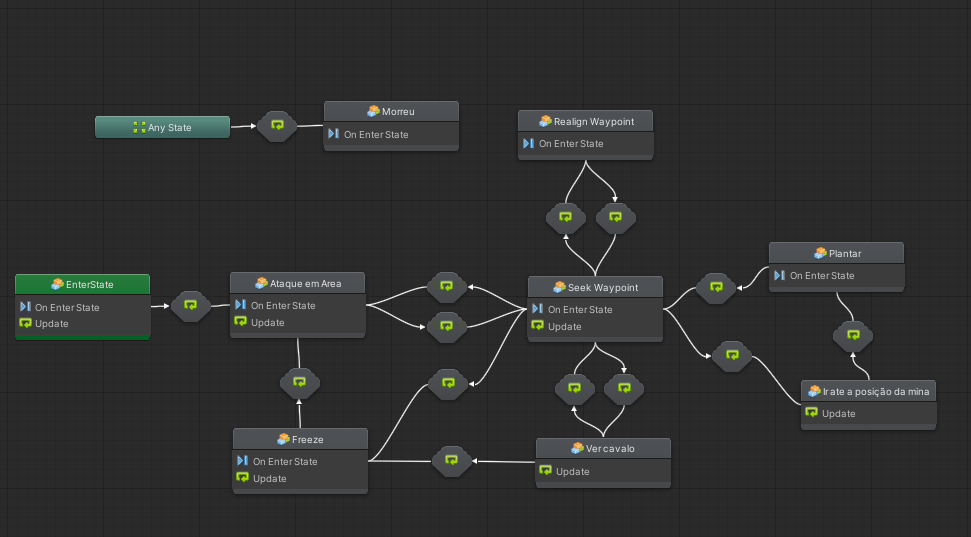 Morreu
Any State
On Enter State
Realign Waypoint
On Enter State
Plantar
On Enter State
EnterState
On Enter State
Update
Ataque em Area
On Enter State
Update
Seek Waypoint
On Enter State
Update
Ir ate a posição da mina
Update
Freeze
On Enter State
Update
Ver cavalo
Update